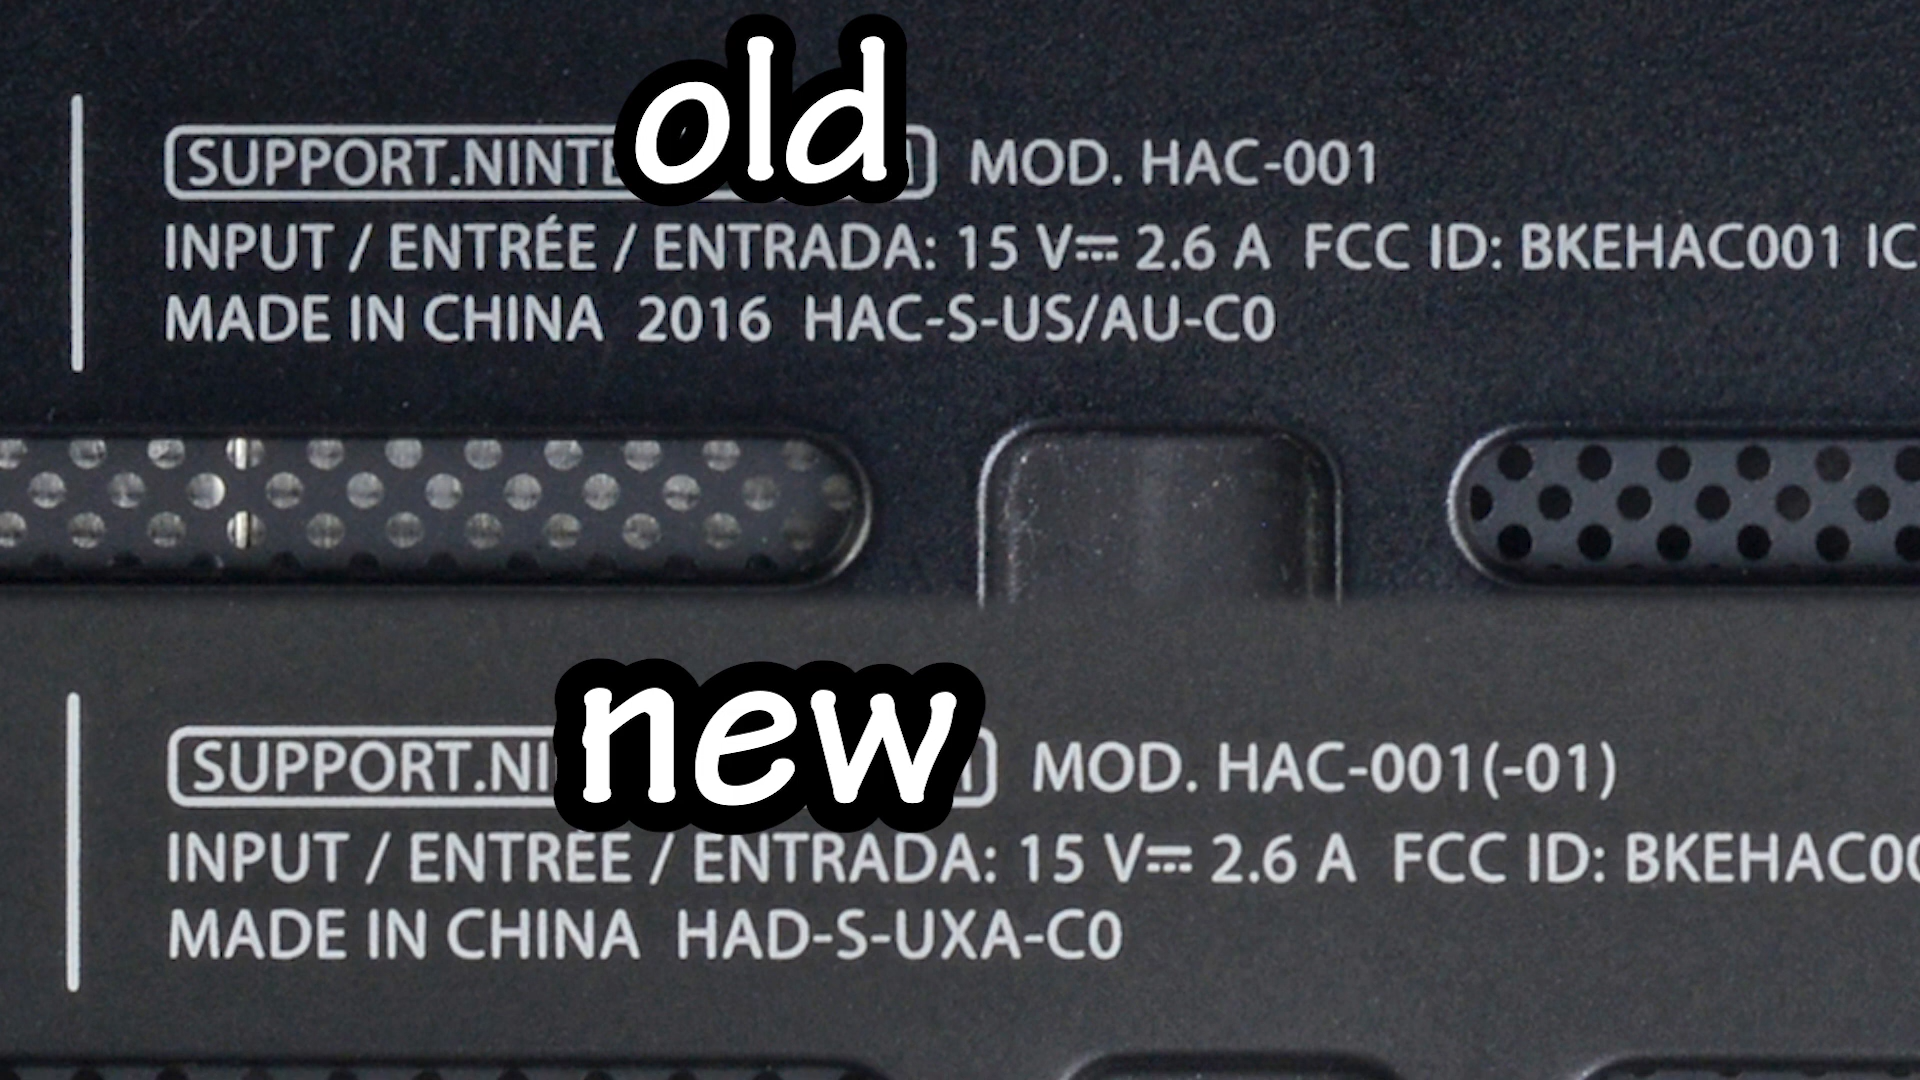 old
SUPPORT.NINTE
MOD. HAC-001
INPUT / ENTRÉE / ENTRADA: 15 V⎓ 2.6 A FCC ID: BKEHAC001 IC
MADE IN CHINA 2016 HAC-S-US/AU-C0
new
SUPPORT.NI
MOD. HAC-001(-01)
INPUT / ENTRÉE / ENTRADA: 15 V⎓ 2.6 A FCC ID: BKEHAC00
MADE IN CHINA HAD-S-UXA-C0